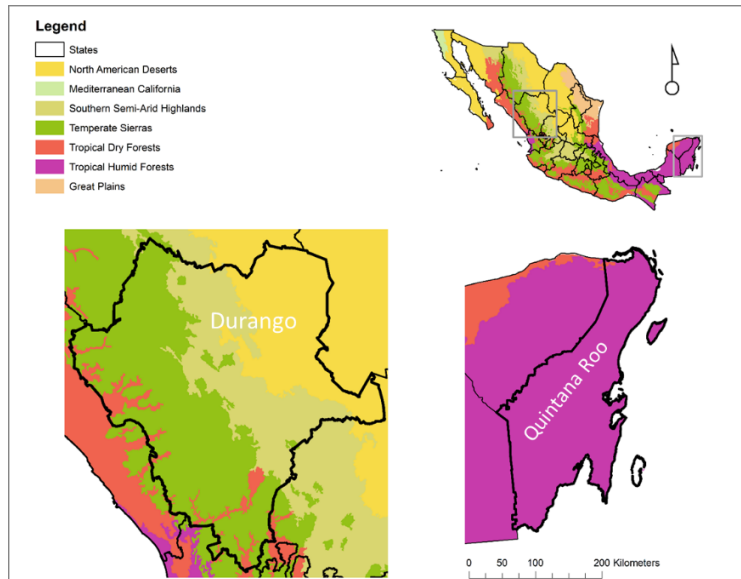 Legend
States
North American Deserts
Mediterranean California
Southern Semi-Arid Highlands
Temperate Sierras
Tropical Dry Forests
Tropical Humid Forests
Great Plains
Durango
Quintana Roo
0 50 100 200 Kilometers